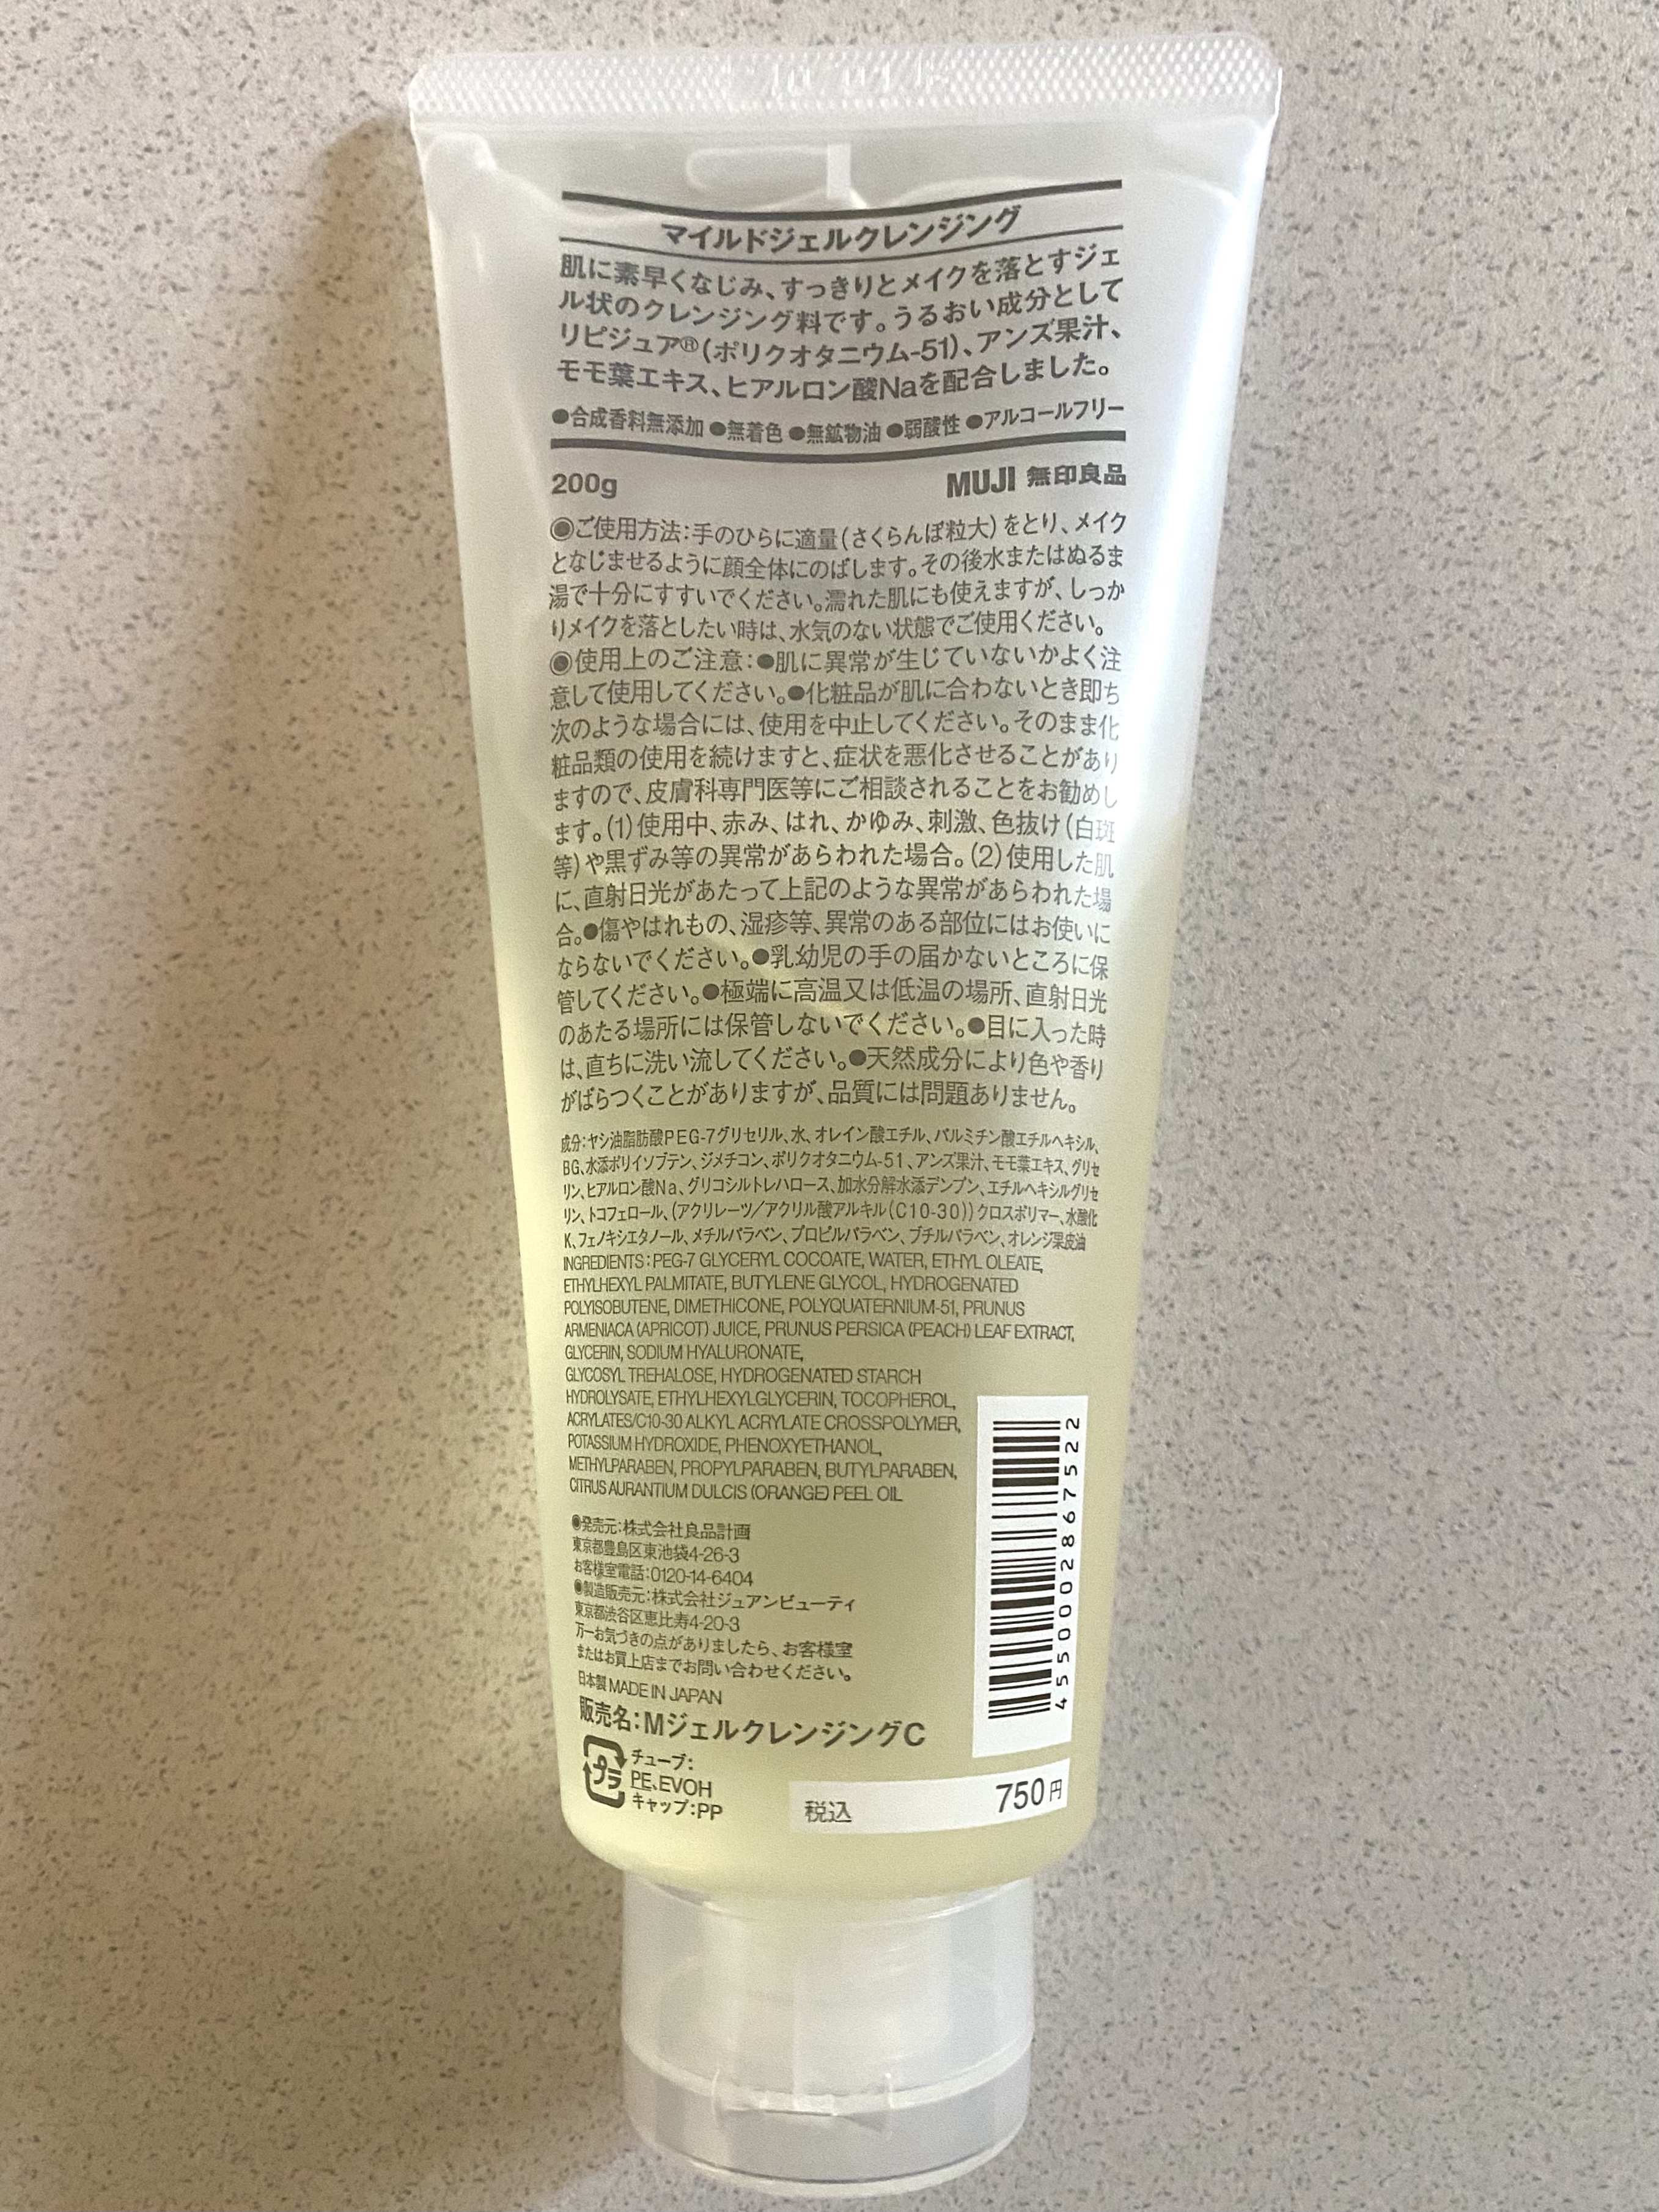 マイルドジェルクレンジング
肌に素早くなじみ、すっきりとメイクを落とすジェ
ル状のクレンジング料です。うるおい成分として
リピジュア®(ポリクオタニウム-51)、アンズ果汁、
モモ葉エキス、ヒアルロン酸Naを配合しました。
●合成香料無添加 ●無着色 ●無鉱物油 ●弱酸性 ●アルコールフリー
200g MUJI 無印良品
◉ご使用方法:手のひらに適量(さくらんぼ粒大)をとり、メイク
となじませるように顔全体にのばします。その後水またはぬるま
湯で十分にすすいでください。濡れた肌にも使えますが、しっか
りメイクを落としたい時は、水気のない状態でご使用ください。
◉使用上のご注意:●肌に異常が生じていないかよく注
意して使用してください。●化粧品が肌に合わないとき即ち
次のような場合には、使用を中止してください。そのまま化
粧品類の使用を続けますと、症状を悪化させることがあり
ますので、皮膚科専門医等にご相談されることをお勧めし
ます。(1)使用中、赤み、はれ、かゆみ、刺激、色抜け(白斑
等)や黒ずみ等の異常があらわれた場合。(2)使用した肌
に、直射日光があたって上記のような異常があらわれた場
合。●傷やはれもの、湿疹等、異常のある部位にはお使いに
ならないでください。●乳幼児の手の届かないところに保
管してください。●極端に高温又は低温の場所、直射日光
のあたる場所には保管しないでください。●目に入った時
は、直ちに洗い流してください。●天然成分により色や香り
がばらつくことがありますが、品質には問題ありません。
成分:ヤシ油脂肪酸PEG-7グリセリル、水、オレイン酸エチル、パルミチン酸エチルヘキシル、
BG、水添ポリイソブテン、ジメチコン、ポリクオタニウム-51、アンズ果汁、モモ葉エキス、グリセ
リン、ヒアルロン酸Na、グリコシルトレハロース、加水分解水添デンプン、エチルヘキシルグリセ
リン、トコフェロール、(アクリレーツ/アクリル酸アルキル(C10-30))クロスポリマー、水酸化
K、フェノキシエタノール、メチルパラベン、プロピルパラベン、ブチルパラベン、オレンジ果皮油
INGREDIENTS:PEG-7 GLYCERYL COCOATE, WATER, ETHYL OLEATE,
ETHYLHEXYL PALMITATE, BUTYLENE GLYCOL, HYDROGENATED
POLYISOBUTENE, DIMETHICONE, POLYQUATERNIUM-51, PRUNUS
ARMENIACA (APRICOT) JUICE, PRUNUS PERSICA (PEACH) LEAF EXTRACT,
GLYCERIN, SODIUM HYALURONATE,
GLYCOSYL TREHALOSE, HYDROGENATED STARCH
HYDROLYSATE, ETHYLHEXYLGLYCERIN, TOCOPHEROL,
ACRYLATES/C10-30 ALKYL ACRYLATE CROSSPOLYMER,
POTASSIUM HYDROXIDE, PHENOXYETHANOL,
METHYLPARABEN, PROPYLPARABEN, BUTYLPARABEN,
CITRUS AURANTIUM DULCIS (ORANGE) PEEL OIL
◉発売元:株式会社良品計画
東京都豊島区東池袋4-26-3
お客様室電話:0120-14-6404
◉製造販売元:株式会社ジュアンビューティ
東京都渋谷区恵比寿4-20-3
万一お気づきの点がありましたら、お客様室
またはお買上店までお問い合わせください。
日本製 MADE IN JAPAN
販売名:MジェルクレンジングC
プラ
チューブ:
PE、EVOH
キャップ:PP
4550002867522
税込 750円